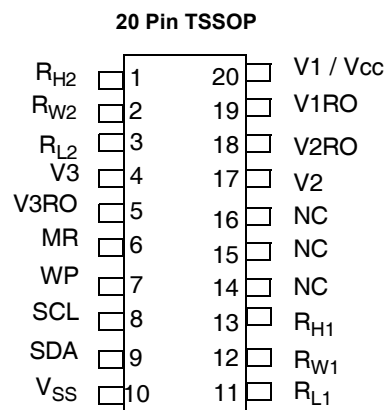 20 Pin TSSOP
RH2 1 20 V1 / Vcc
RW2 2 19 V1RO
RL2 3 18 V2RO
V3 4 17 V2
V3RO 5 16 NC
MR 6 15 NC
WP 7 14 NC
SCL 8 13 RH1
SDA 9 12 RW1
VSS 10 11 RL1